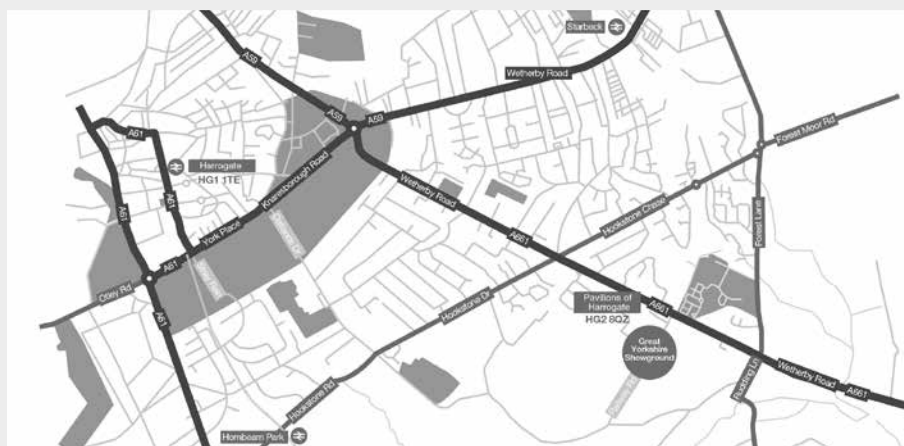 Starbeck
A59
Wetherby Road
A59
A59
A61
Forest Moor Rd
Harrogate
HG1 1TE
Knaresborough Road
Wetherby Road
A61
Hookstone Chase
A61
York Place
A661
Forest Lane
A61
Otley Rd
Hookstone Dr
Pavilions of
Harrogate
HG2 8QZ
A661
A61
Great
Yorkshire
Showground
Wetherby Road
A661
Rudding Ln
Hookstone Rd
Hornbeam Park